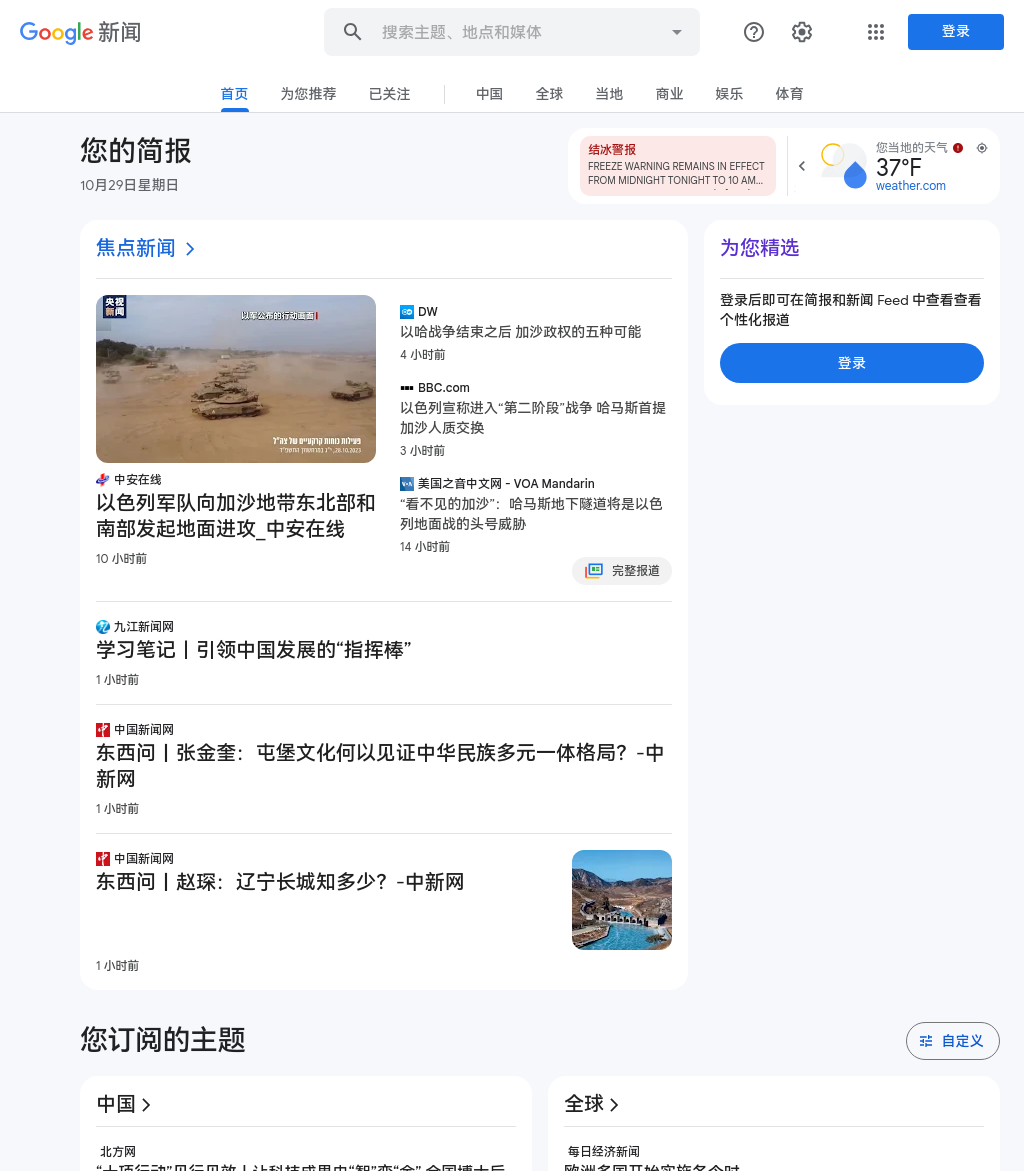 Google 新闻
搜索主题、地点和媒体
登录
首页
为您推荐
已关注
中国
全球
当地
商业
娱乐
体育
您的简报
10月29日星期日
结冰警报
FREEZE WARNING REMAINS IN EFFECT
FROM MIDNIGHT TONIGHT TO 10 AM...
您当地的天气
37°F
weather.com
焦点新闻
央视
新闻
以军公布的行动画面
פעילות כוחות קרקעיים של צה"ל
中安在线
以色列军队向加沙地带东北部和
南部发起地面进攻_中安在线
10 小时前
DW
以哈战争结束之后 加沙政权的五种可能
4 小时前
BBC.com
以色列宣称进入“第二阶段”战争 哈马斯首提
加沙人质交换
3 小时前
美国之音中文网 - VOA Mandarin
“看不见的加沙”：哈马斯地下隧道将是以色
列地面战的头号威胁
14 小时前
完整报道
九江新闻网
学习笔记丨引领中国发展的“指挥棒”
1 小时前
中国新闻网
东西问丨张金奎：屯堡文化何以见证中华民族多元一体格局？-中
新网
1 小时前
中国新闻网
东西问丨赵琛：辽宁长城知多少？-中新网
1 小时前
为您精选
登录后即可在简报和新闻 Feed 中查看查看
个性化报道
登录
您订阅的主题
自定义
中国
北方网
全球
每日经济新闻